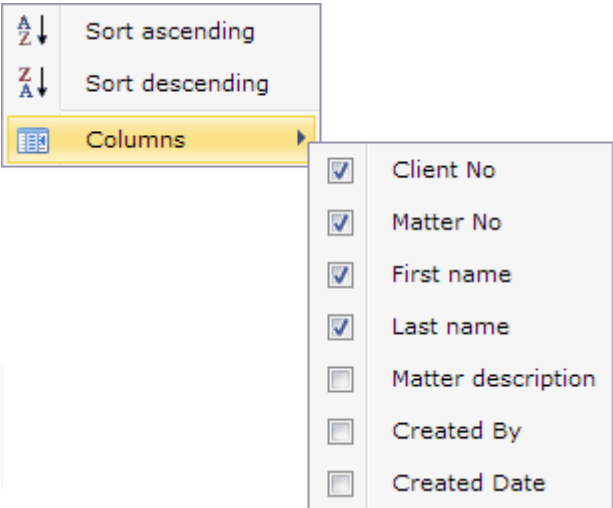 Sort ascending
Sort descending
Columns
Client No
Matter No
First name
Last name
Matter description
Created By
Created Date